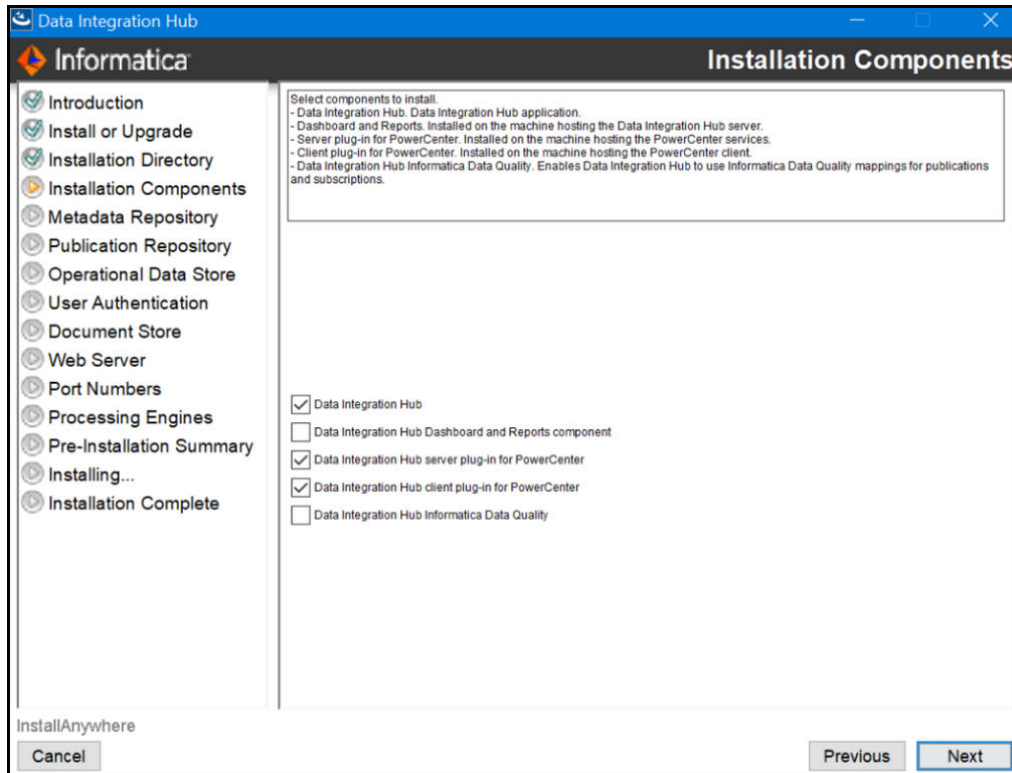 Data Integration Hub
Informatica
Installation Components
Introduction
Install or Upgrade
Installation Directory
Installation Components
Metadata Repository
Publication Repository
Operational Data Store
User Authentication
Document Store
Web Server
Port Numbers
Processing Engines
Pre-Installation Summary
Installing...
Installation Complete
Select components to install.
- Data Integration Hub. Data Integration Hub application.
- Dashboard and Reports. Installed on the machine hosting the Data Integration Hub server.
- Server plug-in for PowerCenter. Installed on the machine hosting the PowerCenter services.
- Client plug-in for PowerCenter. Installed on the machine hosting the PowerCenter client.
- Data Integration Hub Informatica Data Quality. Enables Data Integration Hub to use Informatica Data Quality mappings for publications
and subscriptions.
Data Integration Hub
Data Integration Hub Dashboard and Reports component
Data Integration Hub server plug-in for PowerCenter
Data Integration Hub client plug-in for PowerCenter
Data Integration Hub Informatica Data Quality
InstallAnywhere
Cancel
Previous
Next